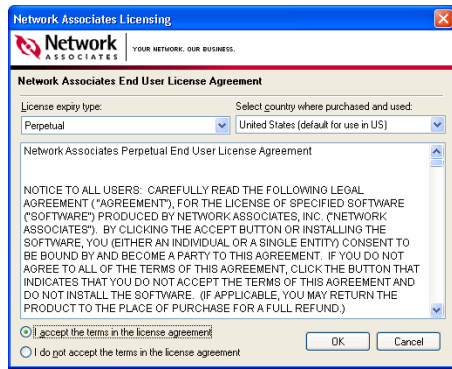 Network Associates Licensing
Network
ASSOCIATES
YOUR NETWORK. OUR BUSINESS.
Network Associates End User License Agreement
License expiry type:
Select country where purchased and used:
Perpetual
United States (default for use in US)
Network Associates Perpetual End User License Agreement
NOTICE TO ALL USERS: CAREFULLY READ THE FOLLOWING LEGAL
AGREEMENT ("AGREEMENT"), FOR THE LICENSE OF SPECIFIED SOFTWARE
("SOFTWARE") PRODUCED BY NETWORK ASSOCIATES, INC. ("NETWORK
ASSOCIATES"). BY CLICKING THE ACCEPT BUTTON OR INSTALLING THE
SOFTWARE, YOU (EITHER AN INDIVIDUAL OR A SINGLE ENTITY) CONSENT TO
BE BOUND BY AND BECOME A PARTY TO THIS AGREEMENT. IF YOU DO NOT
AGREE TO ALL OF THE TERMS OF THIS AGREEMENT, CLICK THE BUTTON THAT
INDICATES THAT YOU DO NOT ACCEPT THE TERMS OF THIS AGREEMENT AND
DO NOT INSTALL THE SOFTWARE. (IF APPLICABLE, YOU MAY RETURN THE
PRODUCT TO THE PLACE OF PURCHASE FOR A FULL REFUND.)
I accept the terms in the license agreement
I do not accept the terms in the license agreement
OK
Cancel